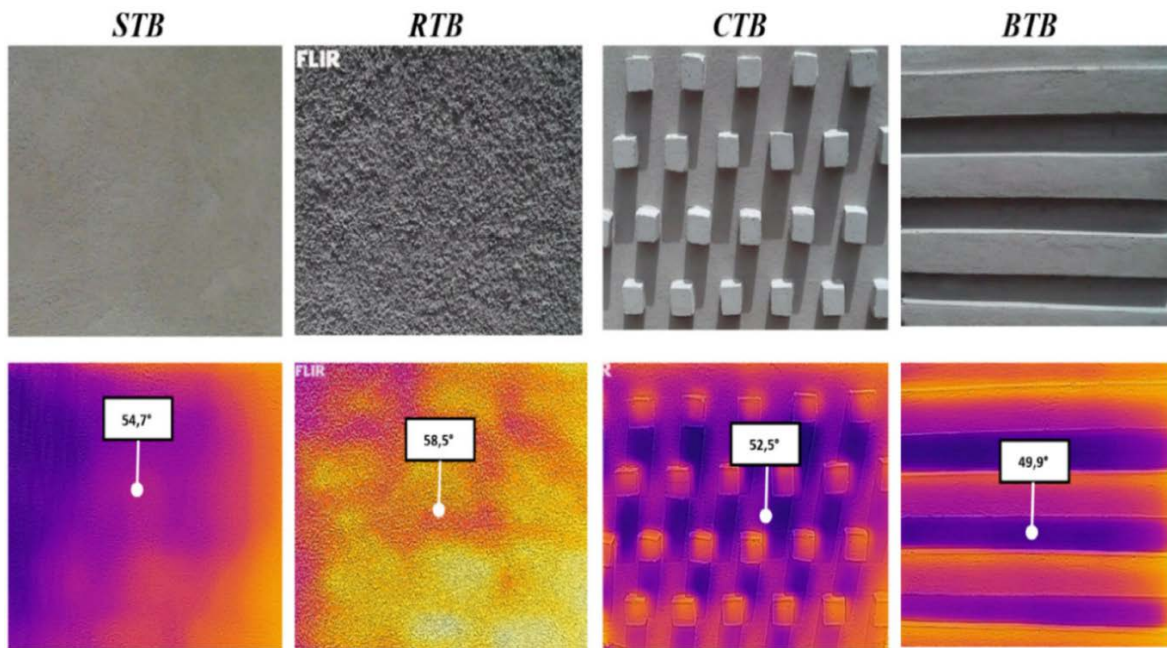 STB RTB CTB BTB
FLIR
FLIR
R
54,7°
58,5°
52,5°
49,9°